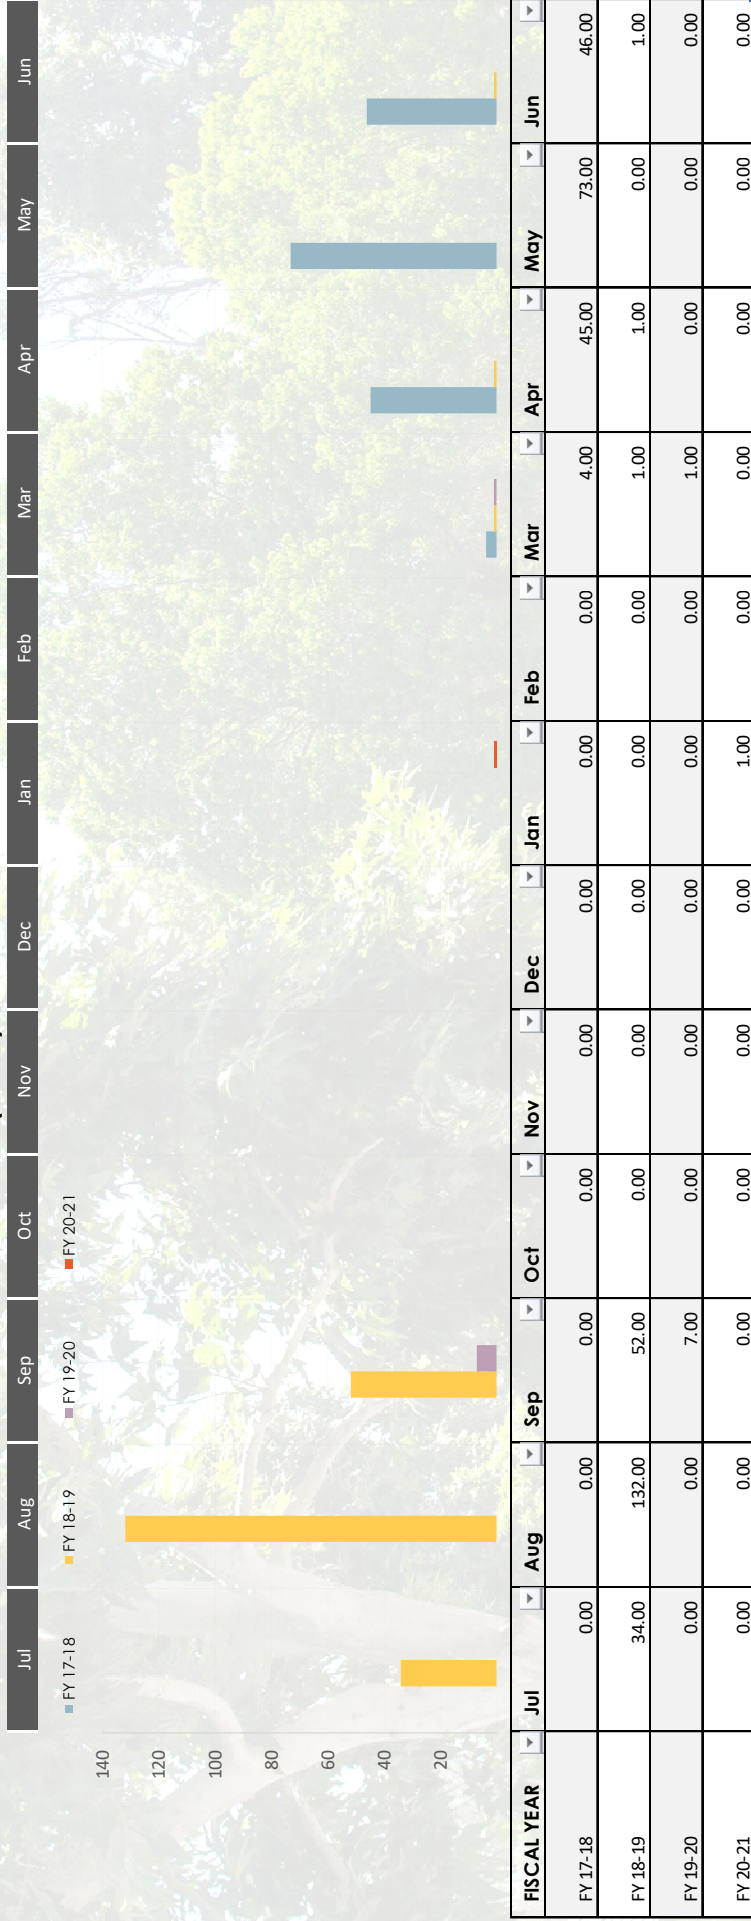 Jul Aug Sep Oct Nov Dec Jan Feb Mar Apr May Jun
FY 17-18 FY 18-19 FY 19-20 FY 20-21
140
120
100
80
60
40
20
FISCAL YEAR Jul Aug Sep Oct Nov Dec Jan Feb Mar Apr May Jun
FY 17-18 0.00 0.00 0.00 0.00 0.00 0.00 0.00 0.00 4.00 45.00 73.00 46.00
FY 18-19 34.00 132.00 52.00 0.00 0.00 0.00 0.00 0.00 1.00 1.00 0.00 1.00
FY 19-20 0.00 0.00 7.00 0.00 0.00 0.00 0.00 0.00 1.00 0.00 0.00 0.00
FY 20-21 0.00 0.00 0.00 0.00 0.00 0.00 1.00 0.00 0.00 0.00 0.00 0.00